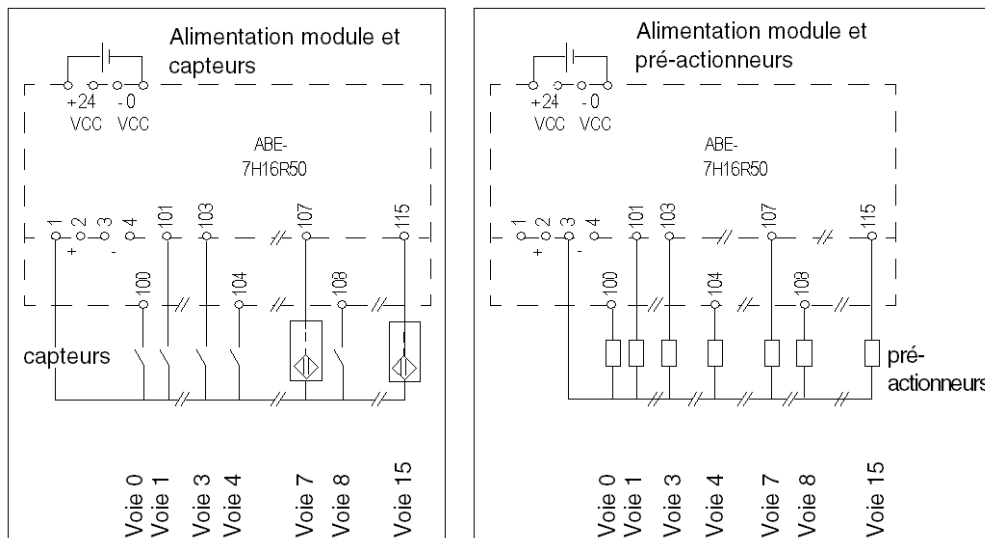 Alimentation module et
capteurs
+24 -0
VCC VCC
ABE-
7H16R50
1 2 3 4 101 103 107 115
+ -
100 104 108
capteurs
Voie 0
Voie 1
Voie 3
Voie 4
Voie 7
Voie 8
Voie 15
Alimentation module et
pré-actionneurs
+24 -0
VCC VCC
ABE-
7H16R50
1 2 3 4 101 103 107 115
+ -
100 104 108
pré-
actionneurs
Voie 0
Voie 1
Voie 3
Voie 4
Voie 7
Voie 8
Voie 15